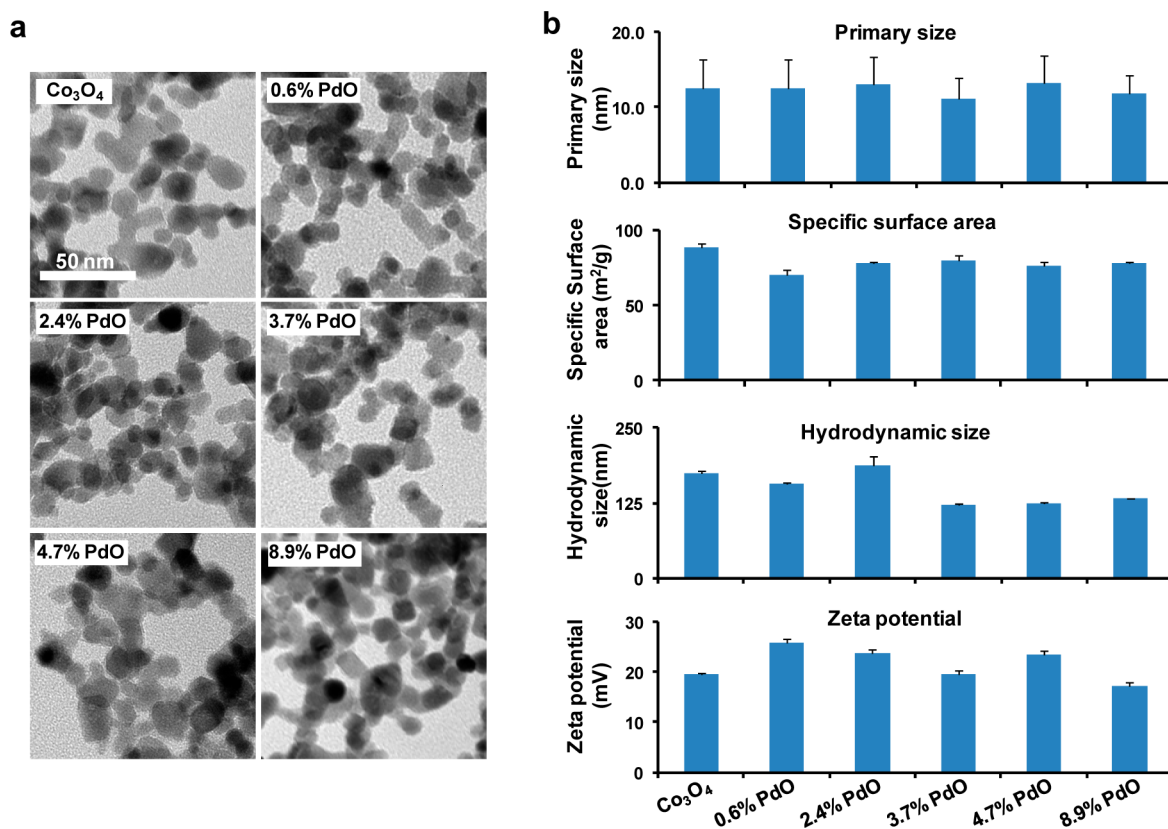 a
Co₃O₄
0.6% PdO
50 nm
2.4% PdO
3.7% PdO
4.7% PdO
8.9% PdO
b
Primary size
Primary size
(nm)
20.0
10.0
0.0
Specific surface area
Specific Surface
area (m²/g)
100
50
0
Hydrodynamic size
Hydrodynamic
size(nm)
250
125
0
Zeta potential
Zeta potential
(mV)
30
20
10
0
Co₃O₄
0.6% PdO
2.4% PdO
3.7% PdO
4.7% PdO
8.9% PdO